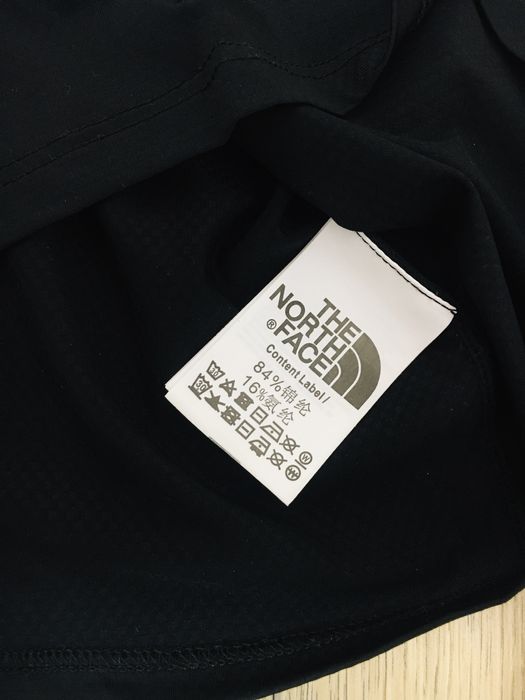 THE
NORTH
FACE
®
Content Label/
84%锦纶
16%氨纶